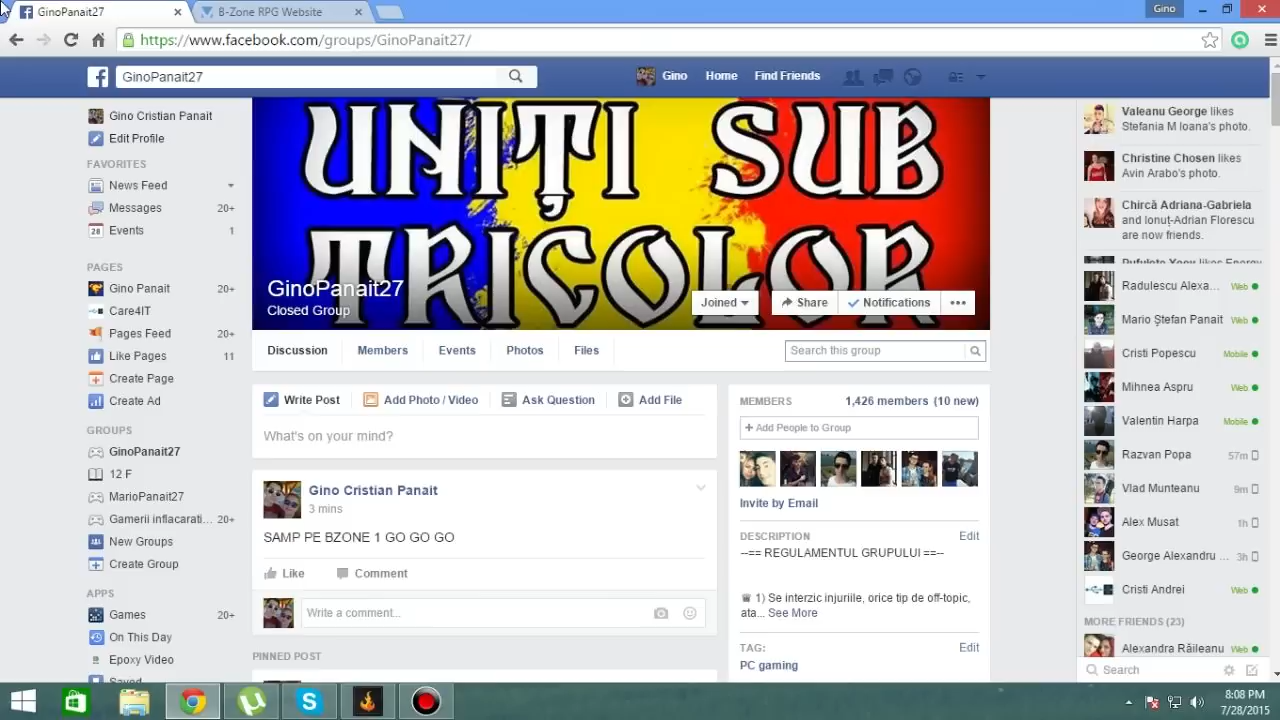 GinoPanait27
B-Zone RPG Website
Gino
https://www.facebook.com/groups/GinoPanait27/
GinoPanait27
Gino
Home
Find Friends
Gino Cristian Panait
Edit Profile
FAVORITES
News Feed
Messages 20+
Events 1
PAGES
Gino Panait 20+
Care4IT
Pages Feed 20+
Like Pages 11
Create Page
Create Ad
GROUPS
GinoPanait27
12 F
MarioPanait27
Gamerii inflacarati... 20+
New Groups
Create Group
APPS
Games 20+
On This Day
Epoxy Video
Saved
UNIȚI SUB
TRICOLOR
GinoPanait27
Closed Group
Joined
Share
Notifications
Discussion
Members
Events
Photos
Files
Search this group
Write Post
Add Photo / Video
Ask Question
Add File
What's on your mind?
Gino Cristian Panait
3 mins
SAMP PE BZONE 1 GO GO GO
Like
Comment
Write a comment...
PINNED POST
MEMBERS
1,426 members (10 new)
+ Add People to Group
Invite by Email
DESCRIPTION
Edit
--== REGULAMENTUL GRUPULUI ==--
♛ 1) Se interzic injuriile, orice tip de off-topic,
ata... See More
TAG:
Edit
PC gaming
Valeanu George likes
Stefania M Ioana's photo.
Christine Chosen likes
Avin Arabo's photo.
Chircă Adriana-Gabriela
and Ionuț-Adrian Florescu
are now friends.
Radulescu Alexa... Web
Mario Ștefan Panait Web
Cristi Popescu Mobile
Mihnea Aspru Web
Valentin Harpa Mobile
Razvan Popa 57m
Vlad Munteanu 9m
Alex Musat 1h
George Alexandru ... 3h
Cristi Andrei Web
MORE FRIENDS (23)
Alexandra Răileanu Web
Search
8:08 PM
7/28/2015